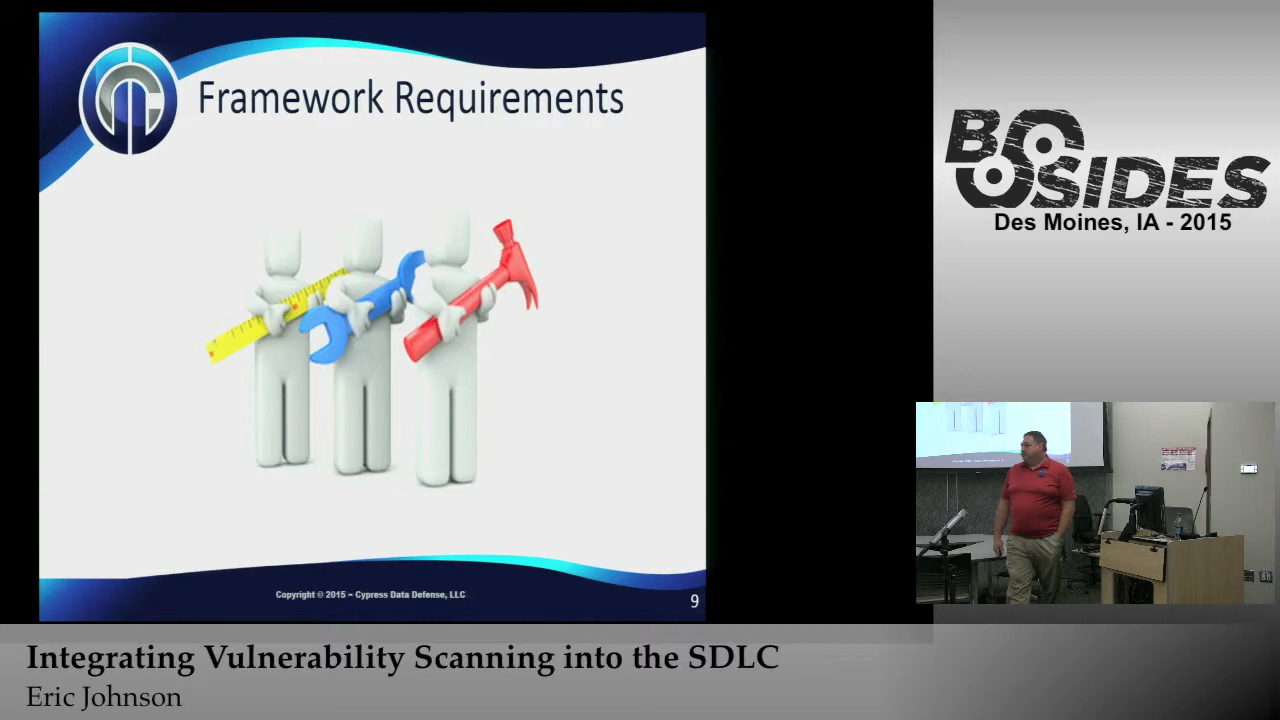 Framework Requirements
BSIDES
Des Moines, IA - 2015
Copyright © 2015 ~ Cypress Data Defense, LLC
9
Integrating Vulnerability Scanning into the SDLC
Eric Johnson